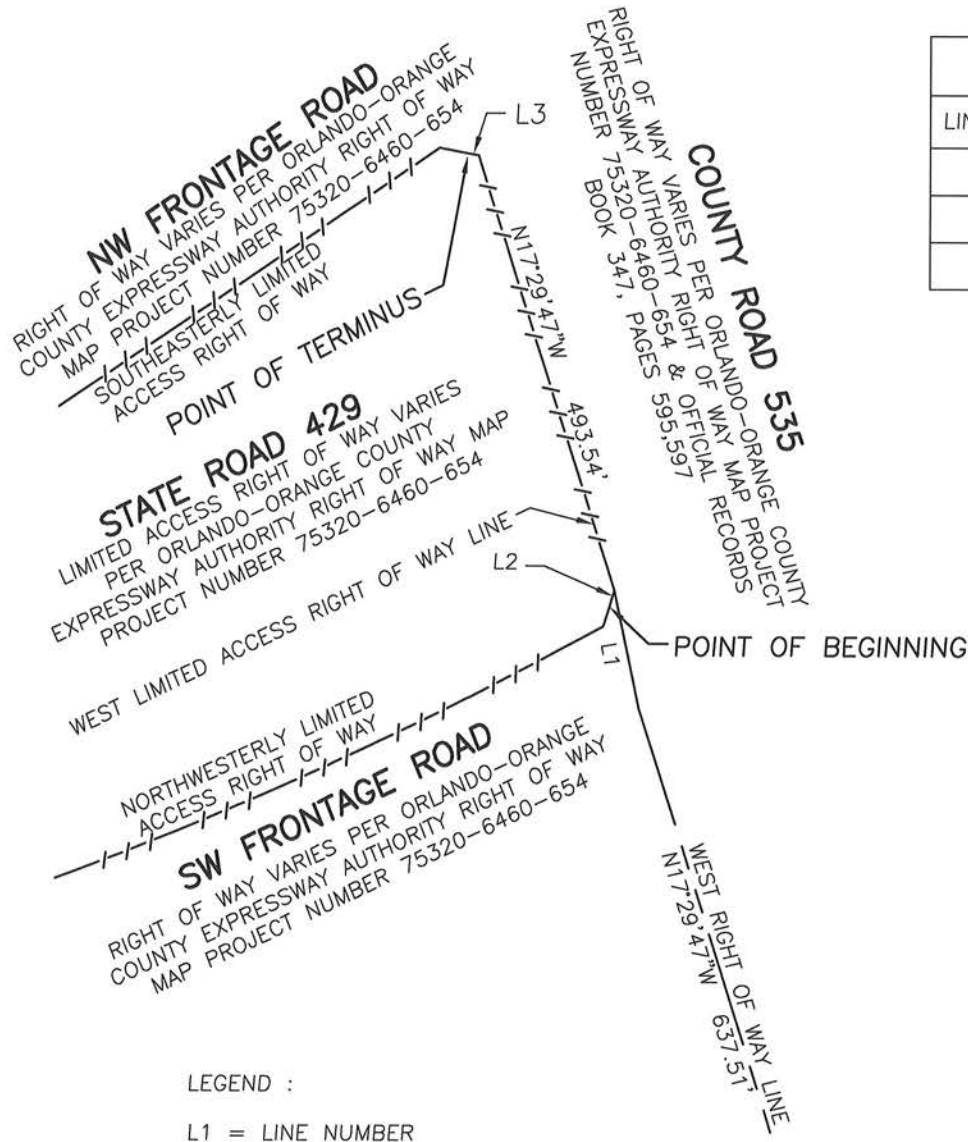 NW FRONTAGE ROAD
RIGHT OF WAY VARIES PER ORLANDO-ORANGE
COUNTY EXPRESSWAY AUTHORITY RIGHT OF WAY
MAP PROJECT NUMBER 75320-6460-654
SOUTHEASTERLY LIMITED
ACCESS RIGHT OF WAY
POINT OF TERMINUS
L3
COUNTY ROAD 535
RIGHT OF WAY VARIES PER ORLANDO-ORANGE COUNTY
EXPRESSWAY AUTHORITY RIGHT OF WAY MAP PROJECT
NUMBER 75320-6460-654 & OFFICIAL RECORDS
BOOK 347, PAGES 595,597
N17°29'47"W
493.54'
STATE ROAD 429
LIMITED ACCESS RIGHT OF WAY VARIES
PER ORLANDO-ORANGE COUNTY
EXPRESSWAY AUTHORITY RIGHT OF WAY MAP
PROJECT NUMBER 75320-6460-654
WEST LIMITED ACCESS RIGHT OF WAY LINE
L2
L1
POINT OF BEGINNING
NORTHWESTERLY LIMITED
ACCESS RIGHT OF WAY
SW FRONTAGE ROAD
RIGHT OF WAY VARIES PER ORLANDO-ORANGE
COUNTY EXPRESSWAY AUTHORITY RIGHT OF WAY
MAP PROJECT NUMBER 75320-6460-654
WEST RIGHT OF WAY LINE
N17°29'47"W 637.51'
LEGEND :
L1 = LINE NUMBER